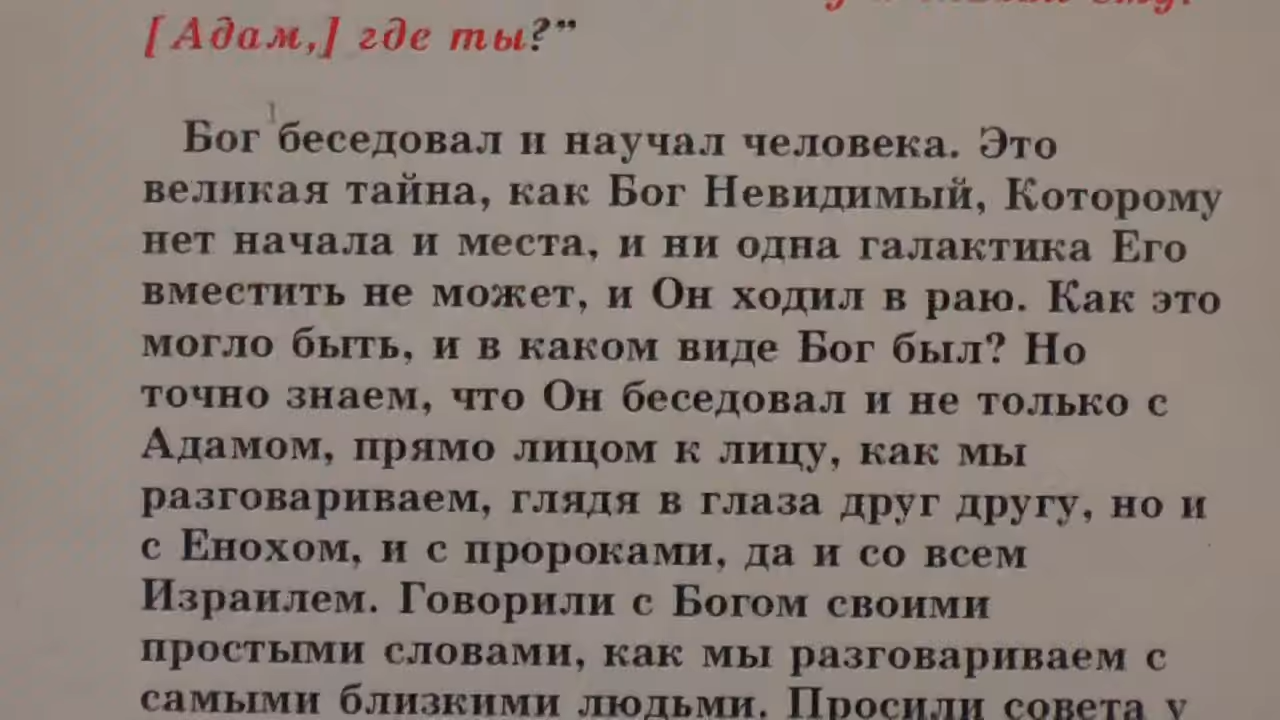 [Адам,] где ты?”
Бог беседовал и научал человека. Это
великая тайна, как Бог Невидимый, Которому
нет начала и места, и ни одна галактика Его
вместить не может, и Он ходил в раю. Как это
могло быть, и в каком виде Бог был? Но
точно знаем, что Он беседовал и не только с
Адамом, прямо лицом к лицу, как мы
разговариваем, глядя в глаза друг другу, но и
с Енохом, и с пророками, да и со всем
Израилем. Говорили с Богом своими
простыми словами, как мы разговариваем с
самыми близкими людьми. Просили совета у